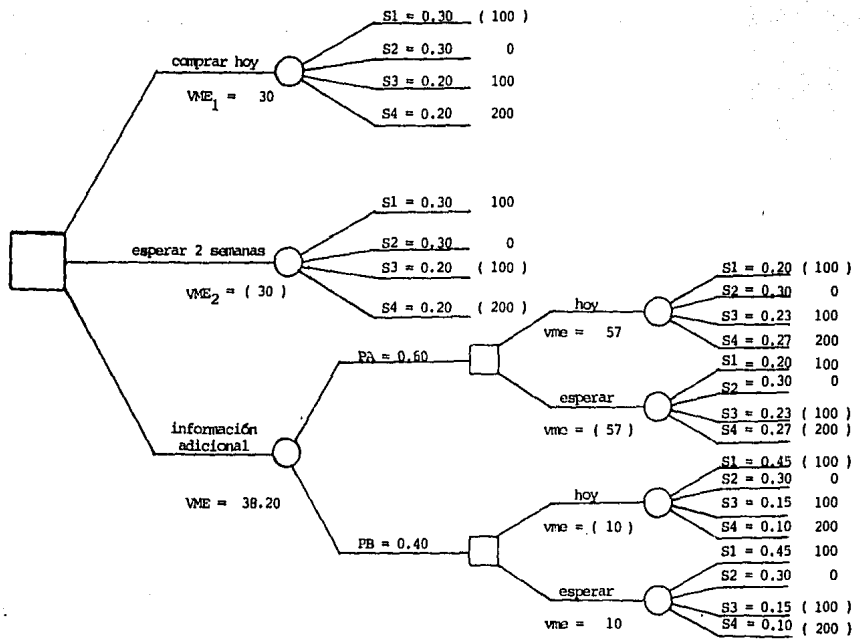 S1 = 0.30 ( 100 )
S2 = 0.30 0
comprar hoy
S3 = 0.20 100
VME1 = 30
S4 = 0.20 200
S1 = 0.30 100
S2 = 0.30 0
esperar 2 semanas
S3 = 0.20 ( 100 )
VME2 = ( 30 )
S4 = 0.20 ( 200 )
S1 = 0.20 ( 100 )
S2 = 0.30 0
hoy
S3 = 0.23 100
vme = 57
S4 = 0.27 200
PA = 0.60
S1 = 0.20 100
S2 = 0.30 0
esperar
S3 = 0.23 ( 100 )
vme = ( 57 )
S4 = 0.27 ( 200 )
información
adicional
VME = 38.20
S1 = 0.45 ( 100 )
S2 = 0.30 0
hoy
S3 = 0.15 100
vme = ( 10 )
S4 = 0.10 200
PB = 0.40
S1 = 0.45 100
S2 = 0.30 0
esperar
S3 = 0.15 ( 100 )
vme = 10
S4 = 0.10 ( 200 )